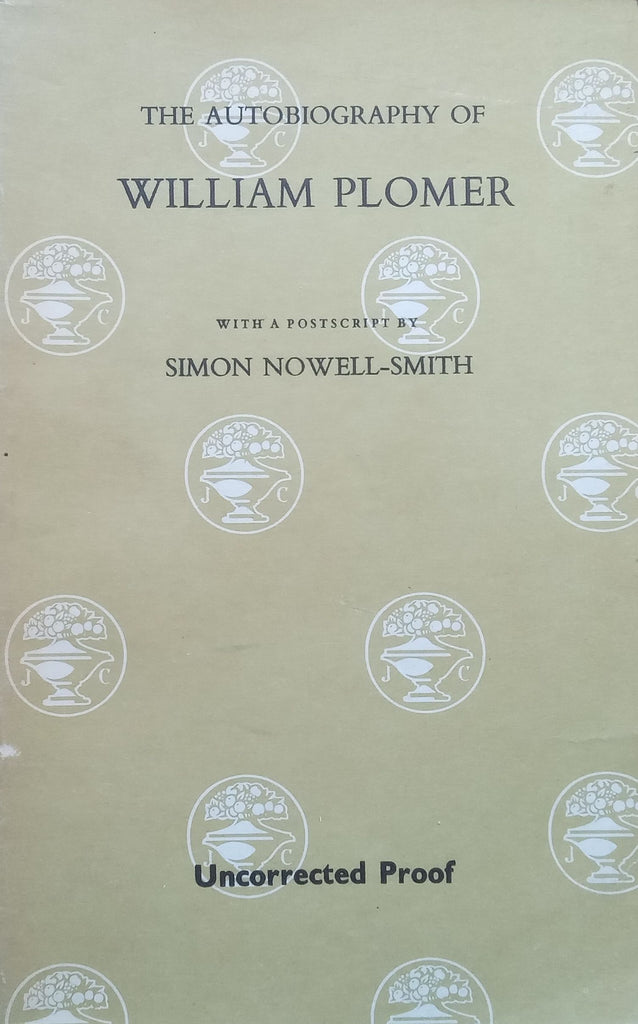 THE AUTOBIOGRAPHY OF
J C
J C
WILLIAM PLOMER
J C
J C
WITH A POSTSCRIPT BY
SIMON NOWELL-SMITH
J C
J
J C
J C
J C
J
Uncorrected Proof